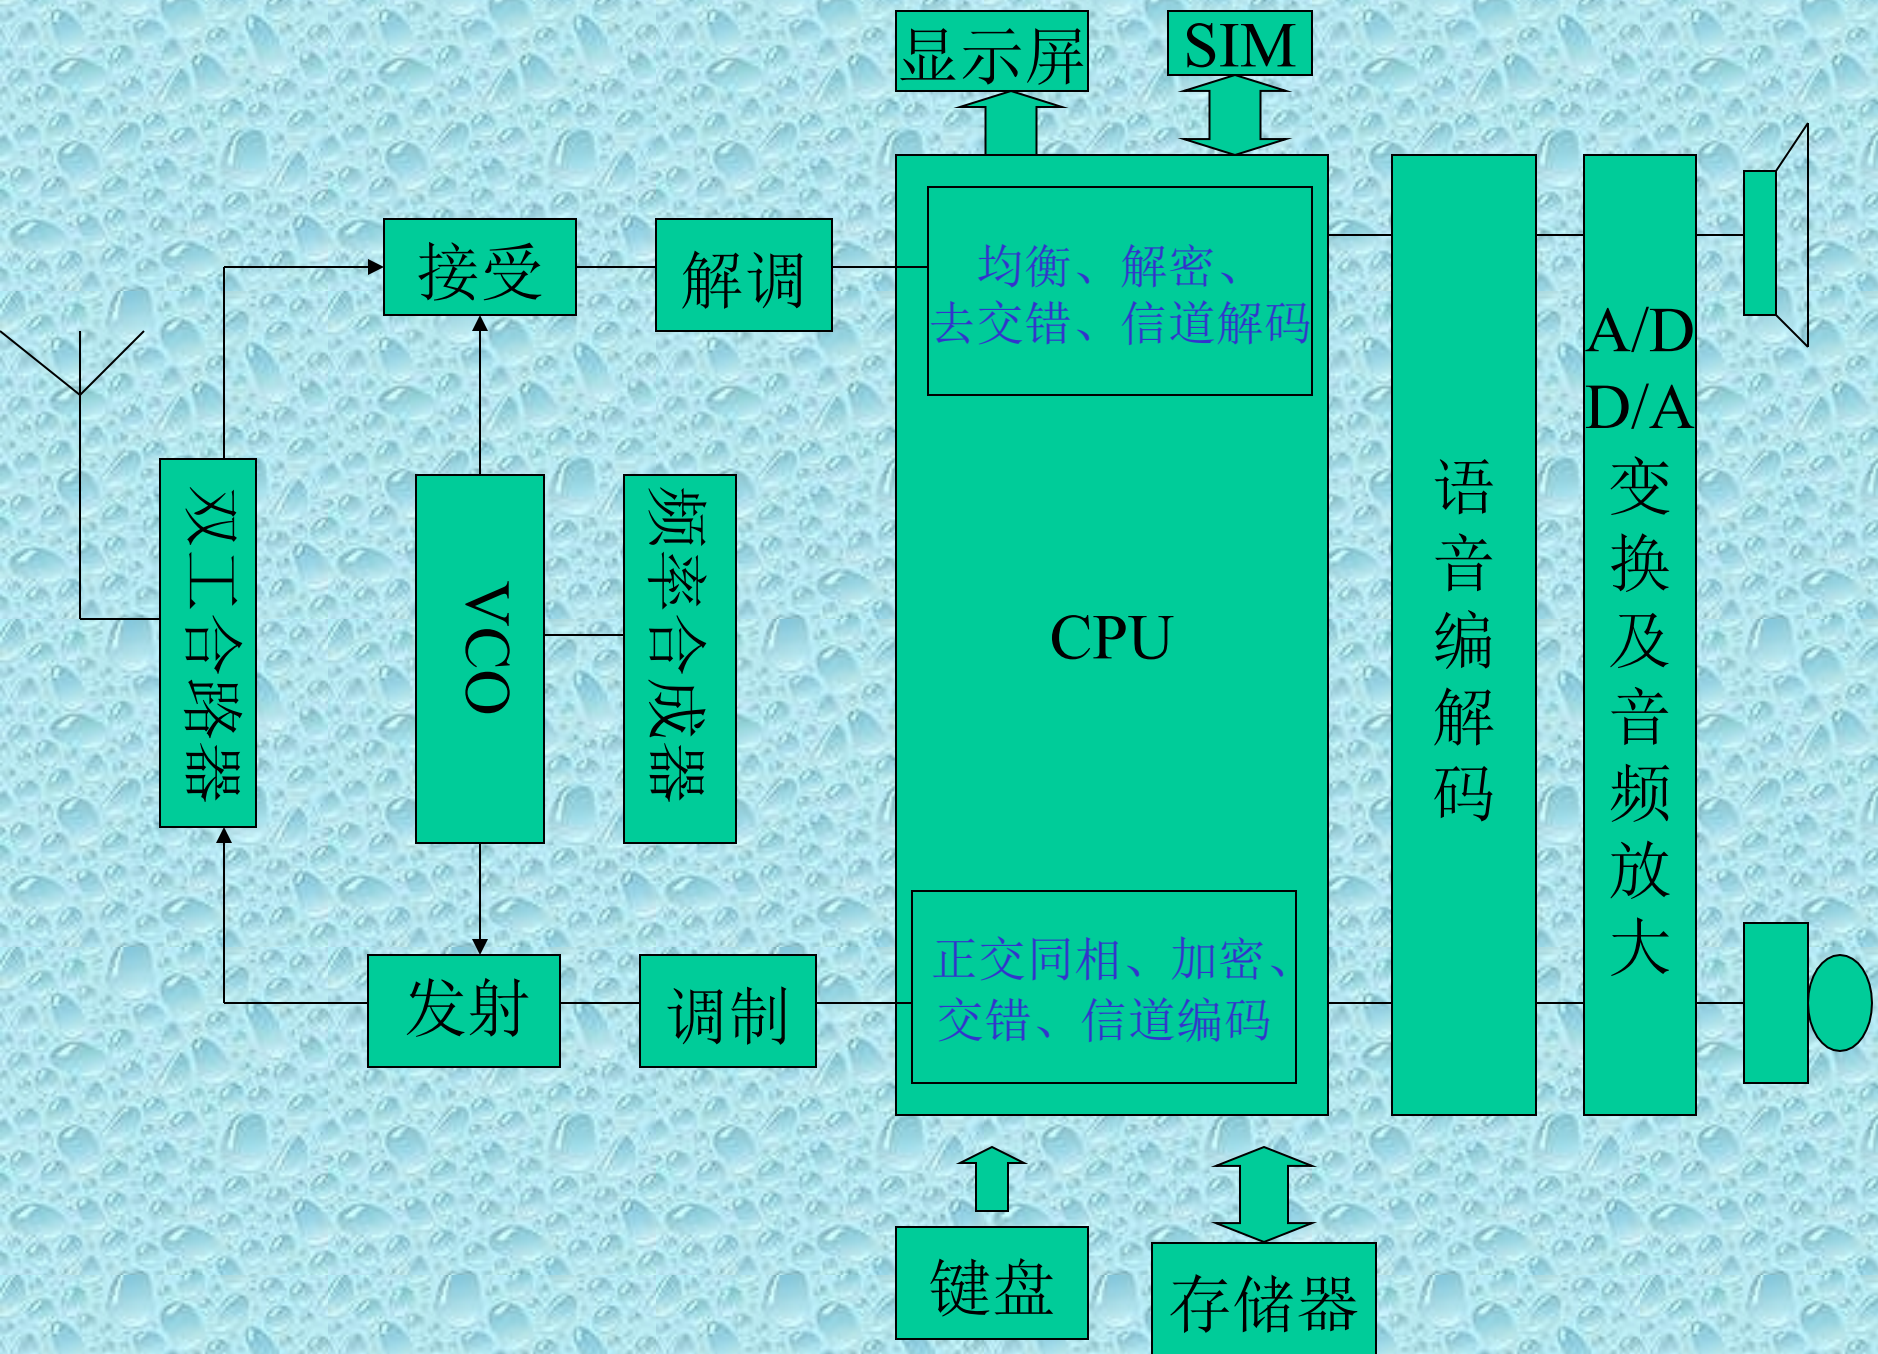 显示屏
SIM
接受
解调
均衡、解密、
去交错、信道解码
双工合路器
VCO
频率合成器
CPU
语音编解码
A/D
D/A
变换及音频放大
发射
调制
正交同相、加密、
交错、信道编码
键盘
存储器